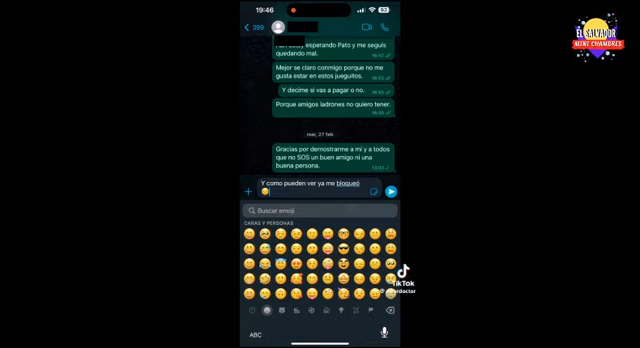 19:46
83
EL SALVADOR
MINI CHAMBRES
399
estoy esperando Pato y me seguis
quedando mal.
Mejor se claro conmigo porque no me
gusta estar en estos jueguitos.
Y decime si vas a pagar o no.
Porque amigos ladrones no quiero tener.
mar, 27 feb
Gracias por demostrarme a mí y a todos
que no SOS un buen amigo ni una
buena persona.
Y como pueden ver ya me bloqueó
Buscar emoji
CARAS Y PERSONAS
TikTok
ABC